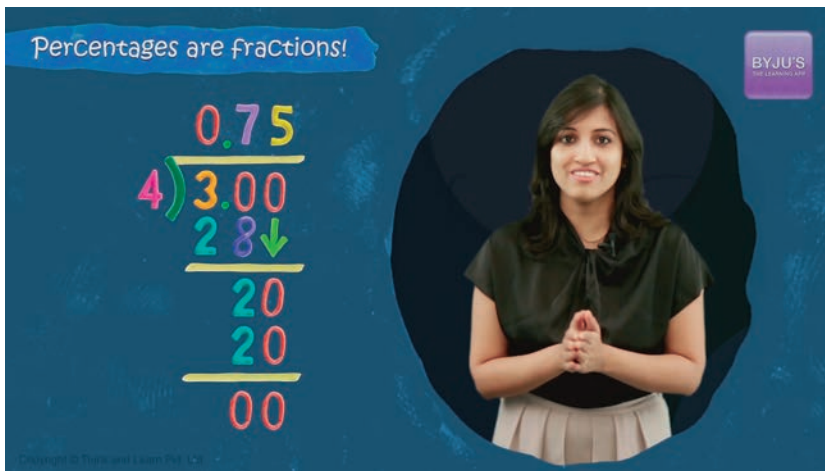 Percentages are fractions!
BYJU'S
THE LEARNING APP
0.75
4)3.00
28↓
20
20
00
Copyright © Think and Learn Pvt. Ltd.